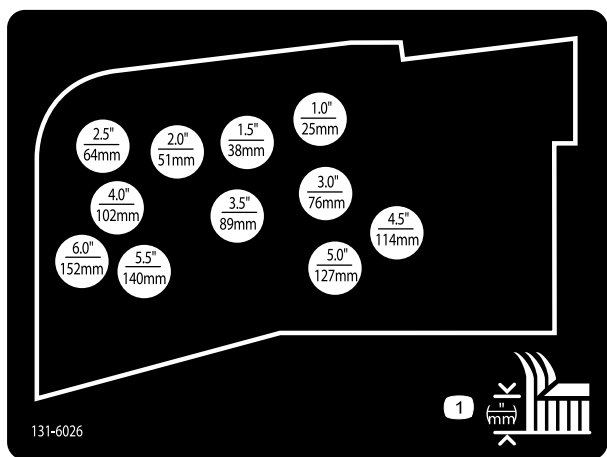 1.0"
25mm
1.5"
38mm
2.5"
64mm
2.0"
51mm
3.0"
76mm
4.0"
102mm
3.5"
89mm
4.5"
114mm
6.0"
152mm
5.5"
140mm
5.0"
127mm
1
"
(mm)
131-6026